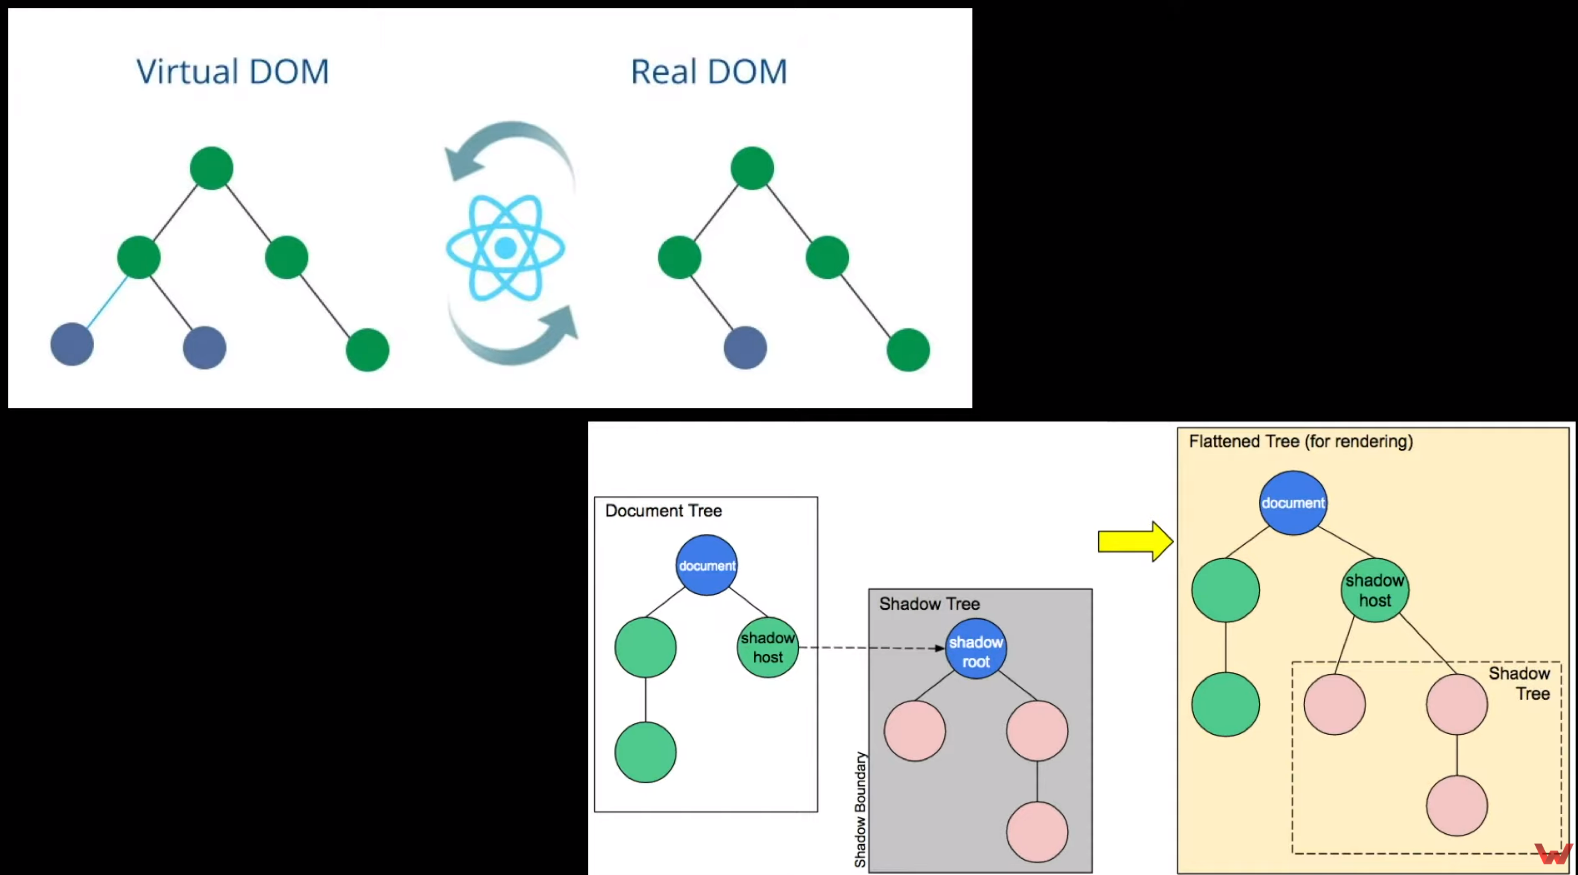 Virtual DOM
Real DOM
Document Tree
document
shadow
host
Shadow Tree
shadow
root
Shadow Boundary
Flattened Tree (for rendering)
document
shadow
host
Shadow
Tree
W